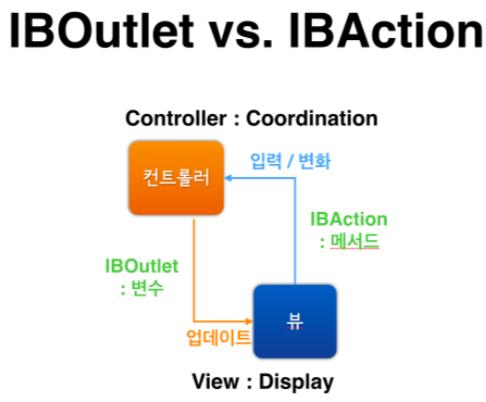 IBOutlet vs. IBAction
Controller : Coordination
컨트롤러
입력 / 변화
IBAction
: 메서드
IBOutlet
: 변수
뷰
업데이트
View : Display